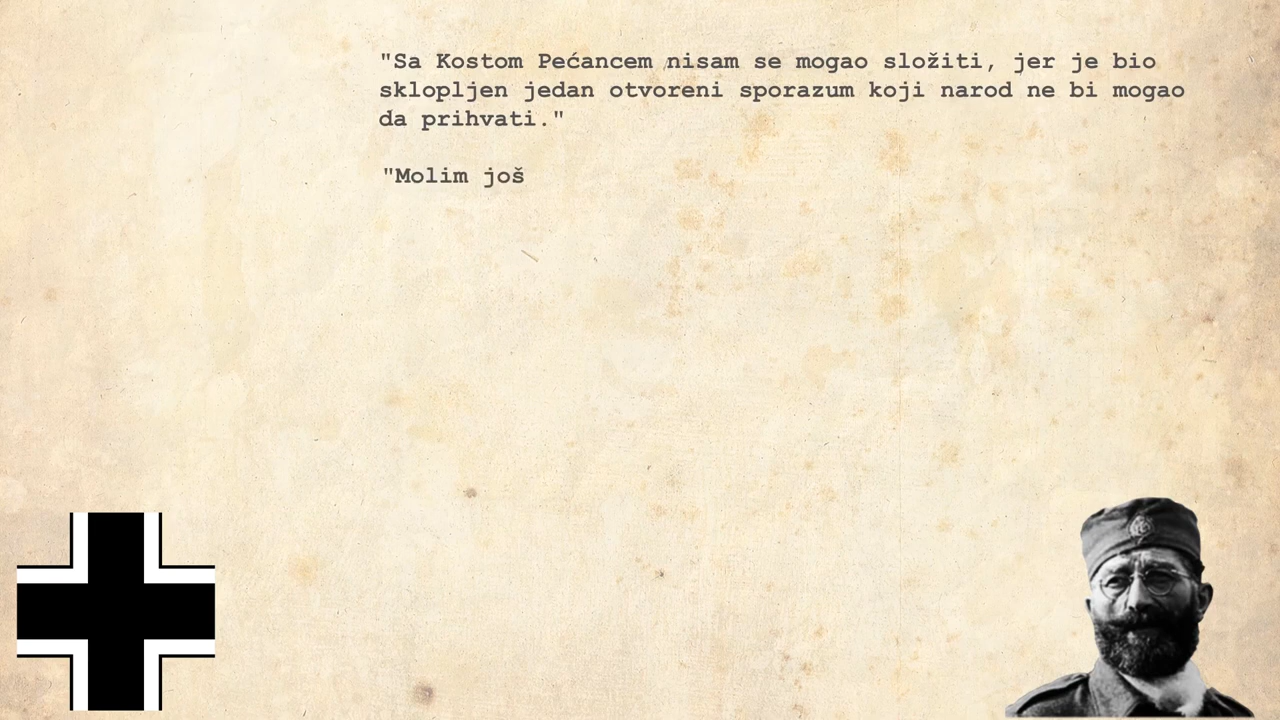 "Sa Kostom Pećancem nisam se mogao složiti, jer je bio
sklopljen jedan otvoreni sporazum koji narod ne bi mogao
da prihvati."
"Molim još